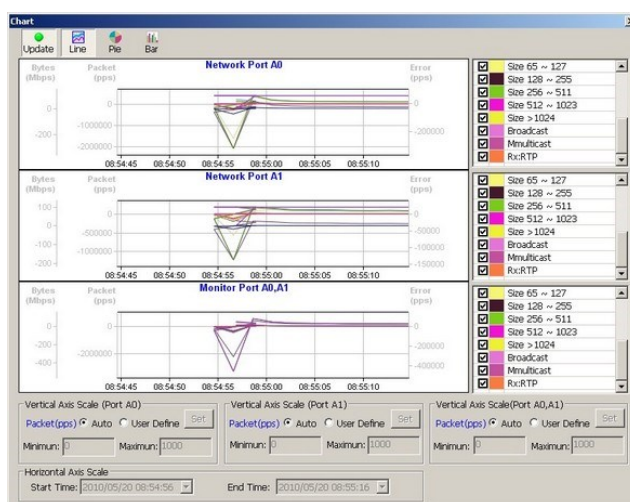 Chart
Update Line Pie Bar
Bytes (Mbps) Packet (pps) Network Port A0 Error (pps)
0 0 0
-200 -1000000 -200000
-2000000
08:54:45 08:54:50 08:54:55 08:55:00 08:55:05 08:55:10
Size 65 ~ 127
Size 128 ~ 255
Size 256 ~ 511
Size 512 ~ 1023
Size >1024
Broadcast
Mmulticast
Rx:RTP
Bytes (Mbps) Packet (pps) Network Port A1 Error (pps)
100 0 0
0 -500000 -50000
-100 -1000000 -100000
-200 -150000
08:54:45 08:54:50 08:54:55 08:55:00 08:55:05 08:55:10
Size 65 ~ 127
Size 128 ~ 255
Size 256 ~ 511
Size 512 ~ 1023
Size >1024
Broadcast
Mmulticast
Rx:RTP
Bytes (Mbps) Packet (pps) Monitor Port A0,A1 Error (pps)
0 0 0
-200 -2000000 -200000
-400 -400000
08:54:45 08:54:50 08:54:55 08:55:00 08:55:05 08:55:10
Size 65 ~ 127
Size 128 ~ 255
Size 256 ~ 511
Size 512 ~ 1023
Size >1024
Broadcast
Mmulticast
Rx:RTP
Vertical Axis Scale (Port A0)
Packet(pps) Auto User Define Set
Minimun: 0 Maximun: 1000
Vertical Axis Scale (Port A1)
Packet(pps) Auto User Define Set
Minimun: 0 Maximun: 1000
Vertical Axis Scale(Port A0,A1)
Packet(pps) Auto User Define Set
Minimun: 0 Maximun: 1000
Horizontal Axis Scale
Start Time: 2010/05/20 08:54:56 End Time: 2010/05/20 08:55:16